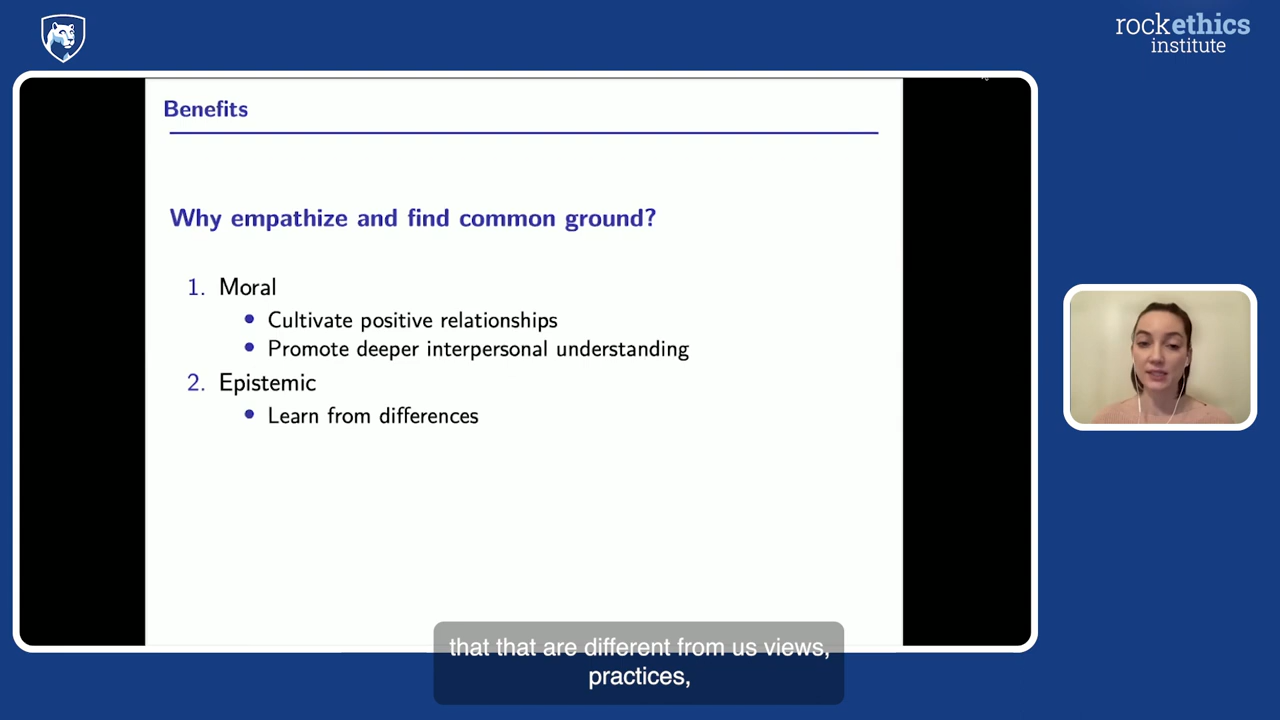 rockethics
institute
Benefits
Why empathize and find common ground?
1. Moral
• Cultivate positive relationships
• Promote deeper interpersonal understanding
2. Epistemic
• Learn from differences
that that are different from us views,
practices,